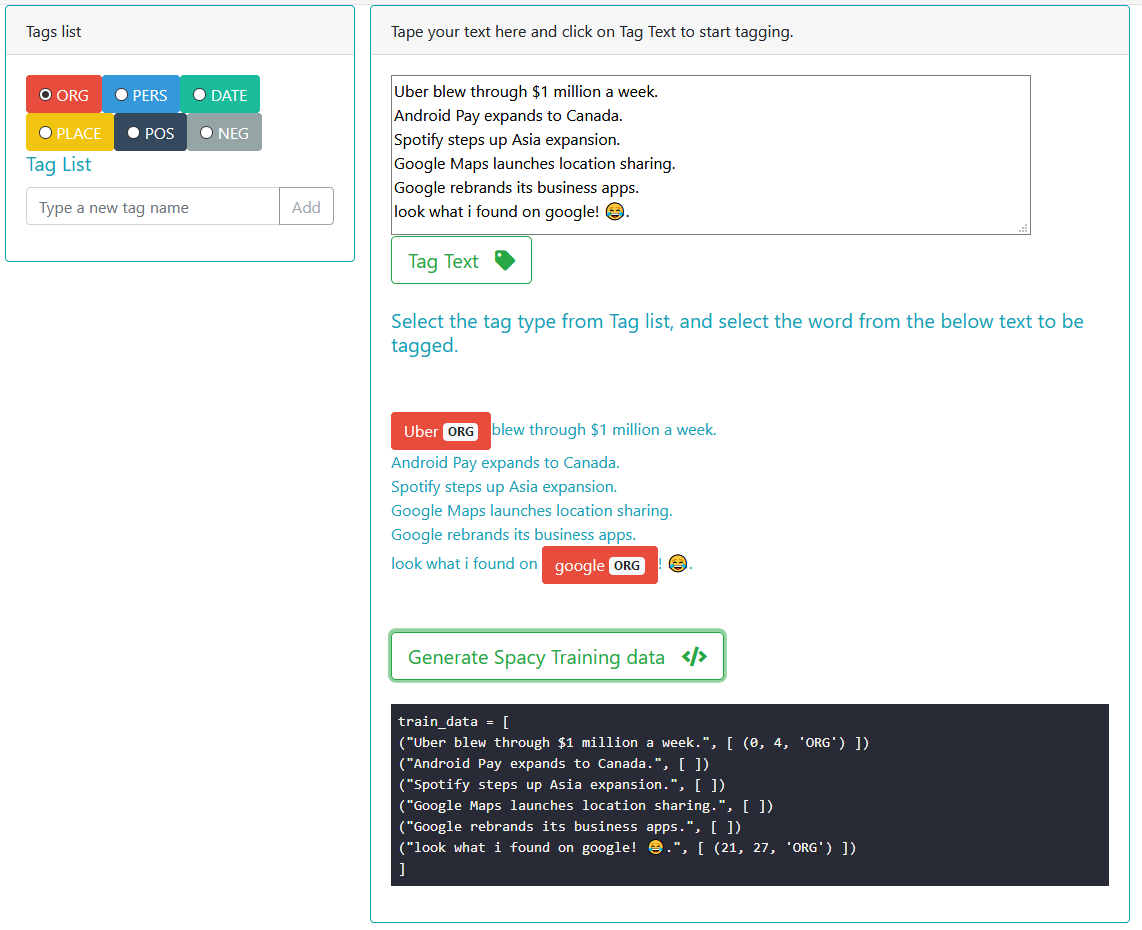 Tags list
ORG PERS DATE
PLACE POS NEG
Tag List
Type a new tag name Add
Tape your text here and click on Tag Text to start tagging.
Uber blew through $1 million a week.
Android Pay expands to Canada.
Spotify steps up Asia expansion.
Google Maps launches location sharing.
Google rebrands its business apps.
look what i found on google! 😂.
Tag Text
Select the tag type from Tag list, and select the word from the below text to be
tagged.
Uber ORG blew through $1 million a week.
Android Pay expands to Canada.
Spotify steps up Asia expansion.
Google Maps launches location sharing.
Google rebrands its business apps.
look what i found on google ORG ! 😂.
Generate Spacy Training data </>
train_data = [
("Uber blew through $1 million a week.", [ (0, 4, 'ORG') ])
("Android Pay expands to Canada.", [ ])
("Spotify steps up Asia expansion.", [ ])
("Google Maps launches location sharing.", [ ])
("Google rebrands its business apps.", [ ])
("look what i found on google! 😂.", [ (21, 27, 'ORG') ])
]